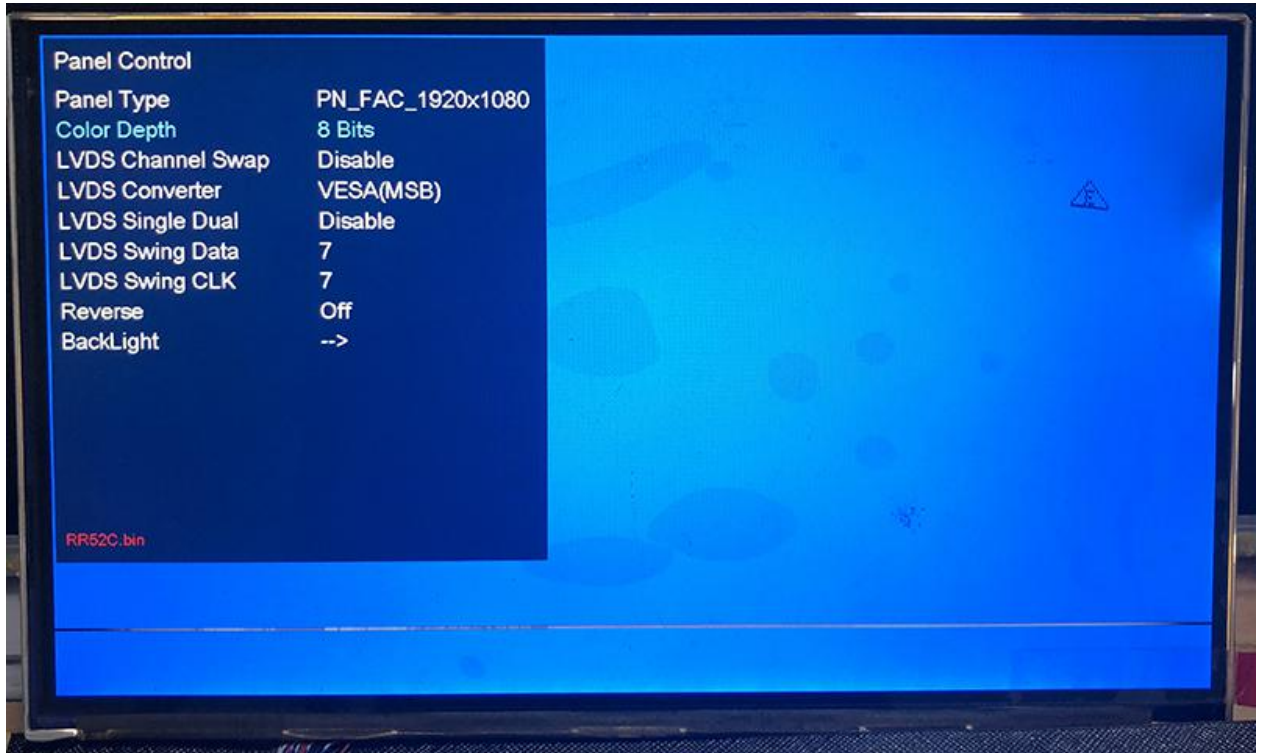 Panel Control
Panel Type PN_FAC_1920x1080
Color Depth 8 Bits
LVDS Channel Swap Disable
LVDS Converter VESA(MSB)
LVDS Single Dual Disable
LVDS Swing Data 7
LVDS Swing CLK 7
Reverse Off
BackLight -->
RR52C.bin